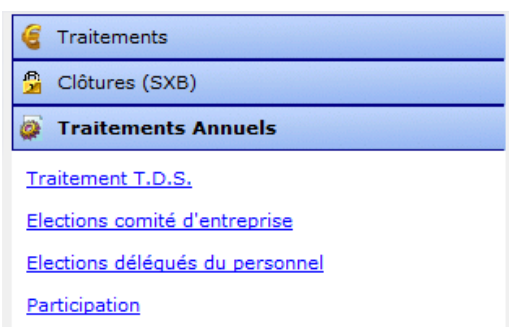 Traitements
Clôtures (SXB)
Traitements Annuels
Traitement T.D.S.
Elections comité d'entreprise
Elections délégués du personnel
Participation